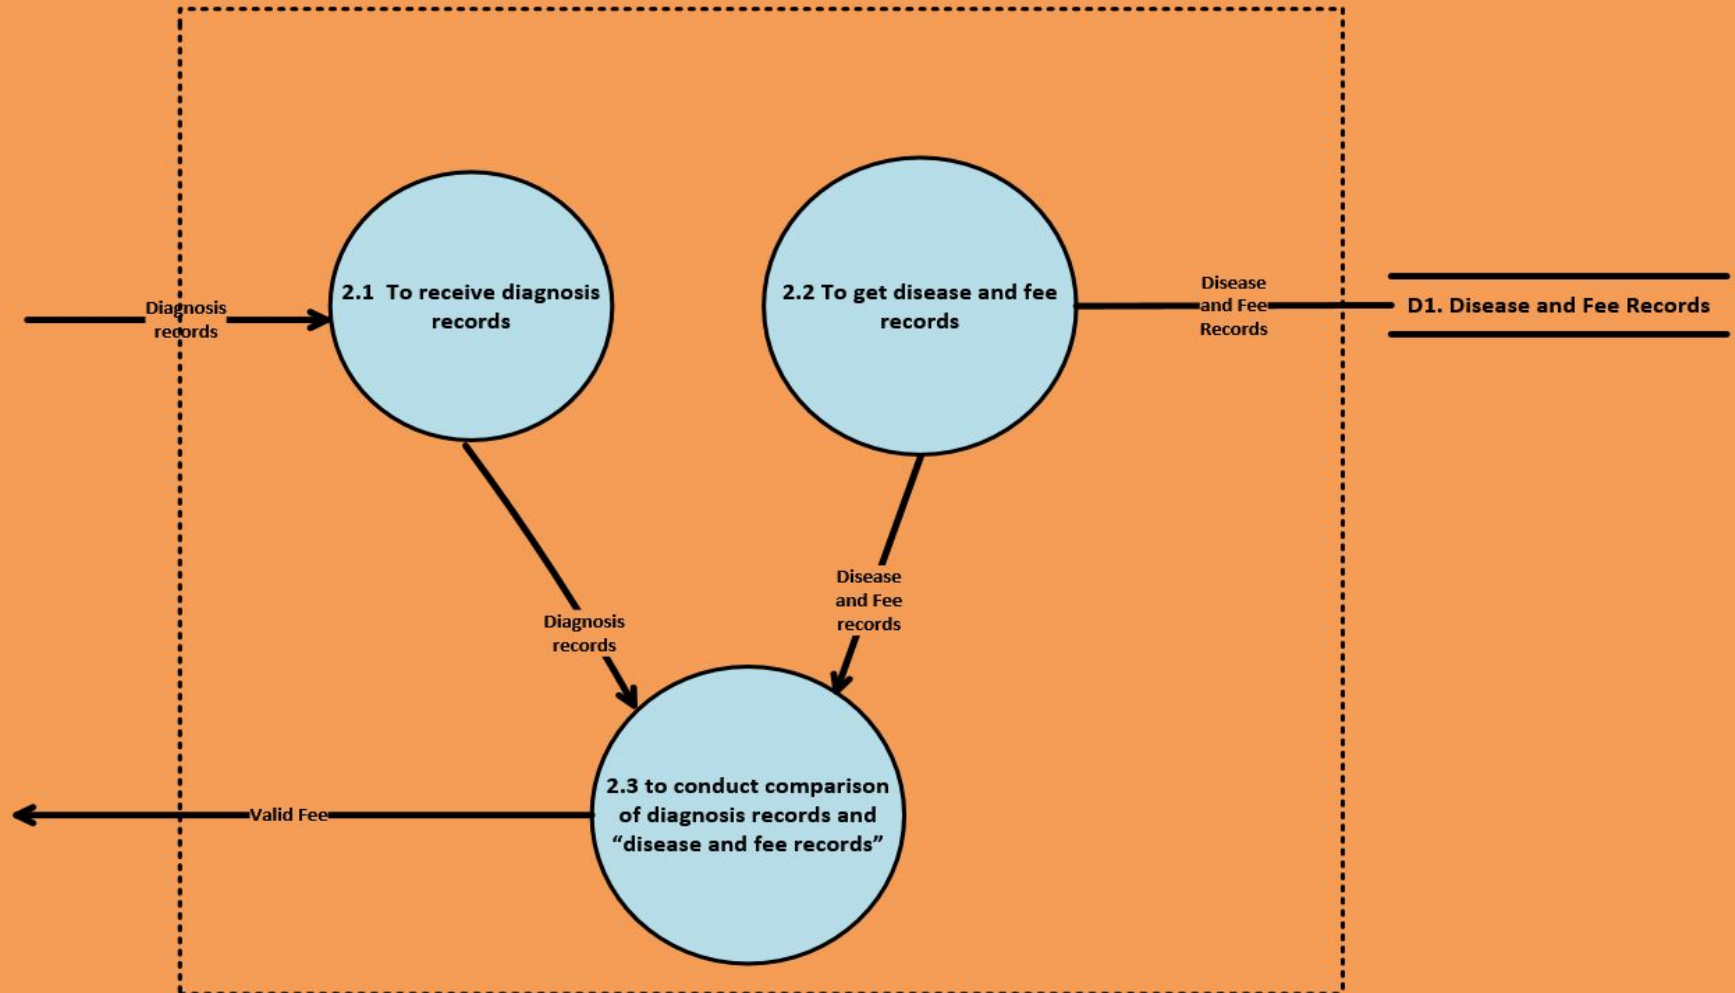 Diagnosis
records
2.1  To receive diagnosis
records
2.2 To get disease and fee
records
Disease
and Fee
Records
D1. Disease and Fee Records
Diagnosis
records
Disease
and Fee
records
Valid Fee
2.3 to conduct comparison
of diagnosis records and
“disease and fee records”